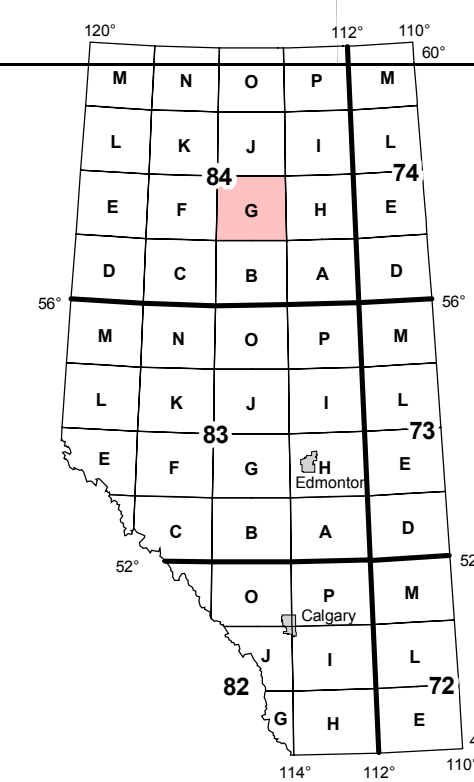 120° 112° 110°
60°
M N O P M
L K J I L
84 74
E F G H E
D C B A D
56° 56°
M N O P M
L K J I L
83 73
E F G H E
Edmonton
C B A D
52° 52
O P M
Calgary
J I L
82 72
G H E
4
114° 112° 110°